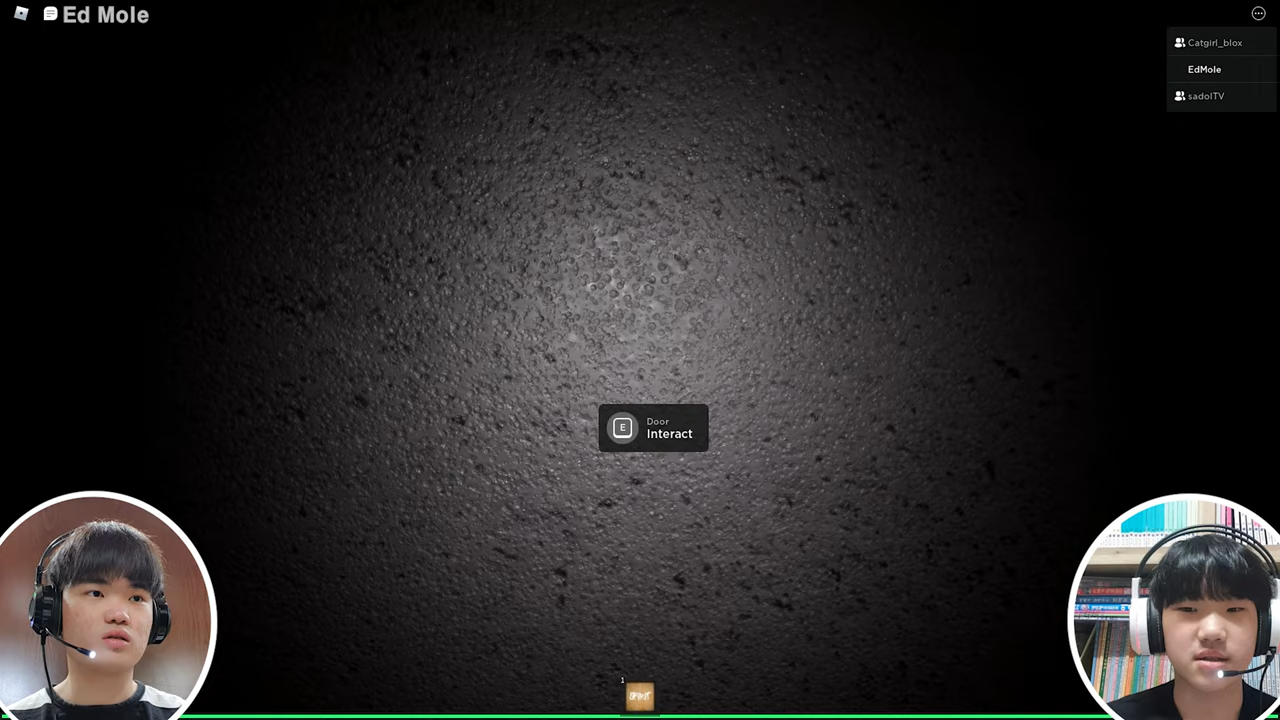 Ed Mole
Catgirl_blox
EdMole
sadolTV
E
Door
Interact
1